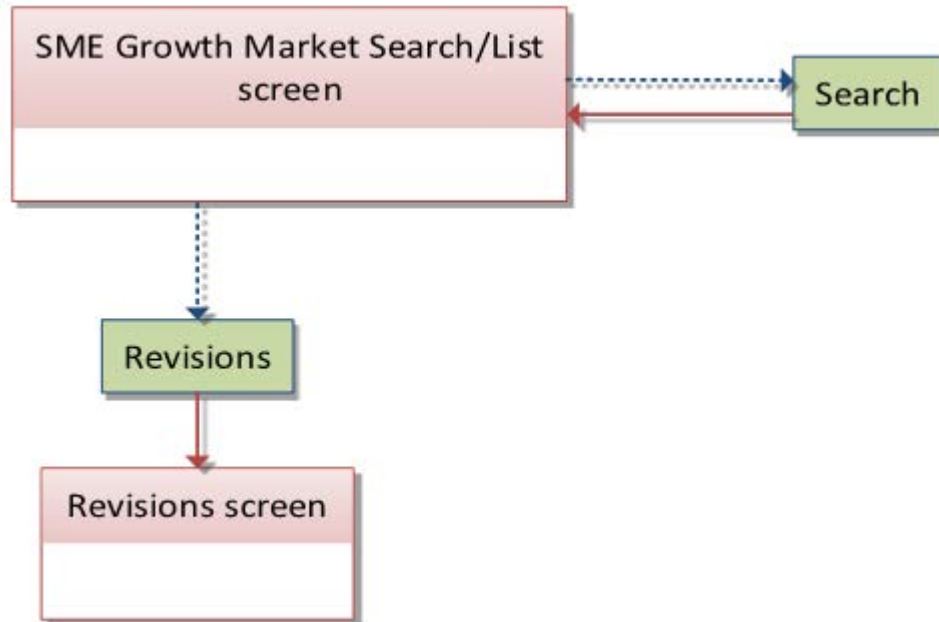 SME Growth Market Search/List
screen
Search
Revisions
Revisions screen